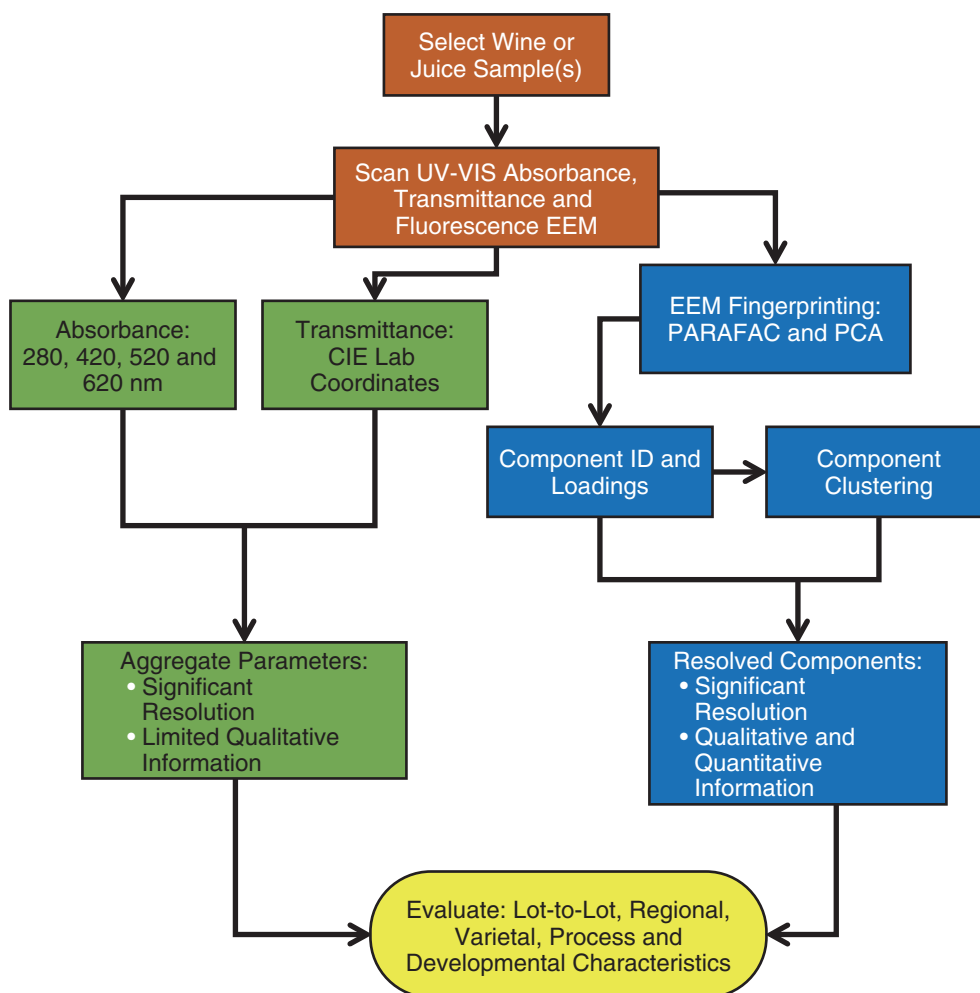 Select Wine or
Juice Sample(s)
Scan UV-VIS Absorbance,
Transmittance and
Fluorescence EEM
Absorbance:
280, 420, 520 and
620 nm
Transmittance:
CIE Lab
Coordinates
EEM Fingerprinting:
PARAFAC and PCA
Component ID and
Loadings
Component
Clustering
Aggregate Parameters:
• Significant
Resolution
• Limited Qualitative
Information
Resolved Components:
• Significant
Resolution
• Qualitative and
Quantitative
Information
Evaluate: Lot-to-Lot, Regional,
Varietal, Process and
Developmental Characteristics